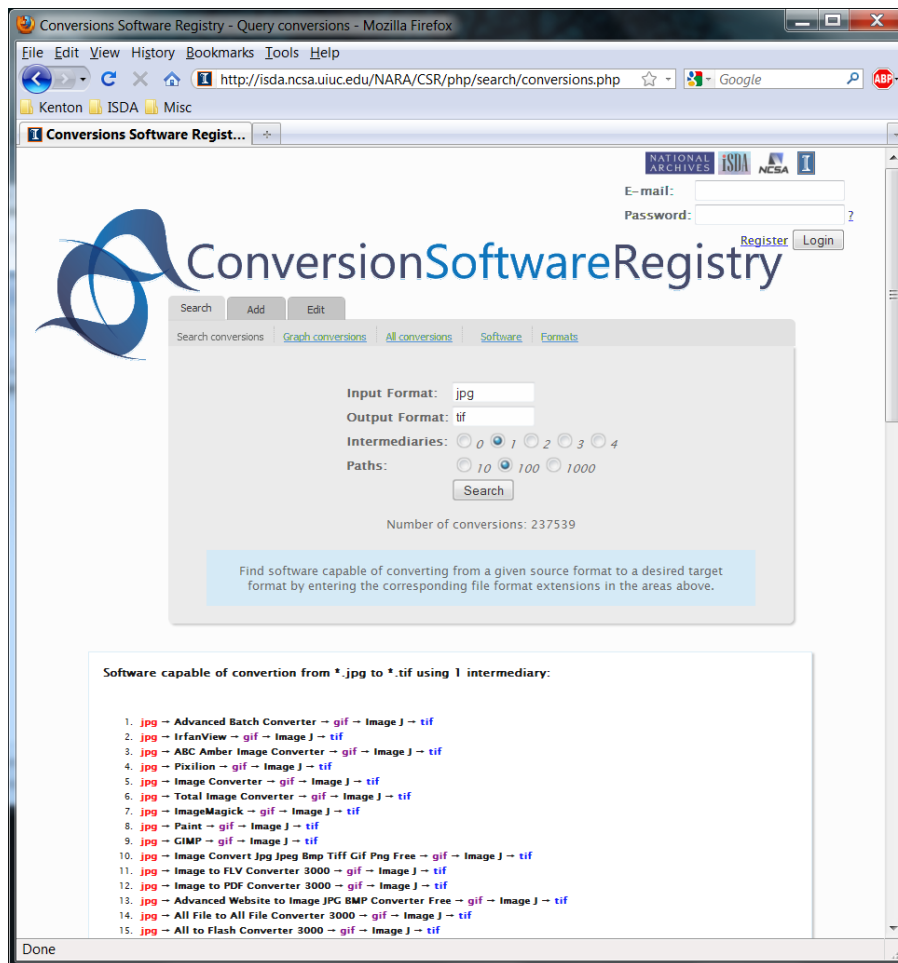 Conversions Software Registry - Query conversions - Mozilla Firefox
File Edit View History Bookmarks Tools Help
http://isda.ncsa.uiuc.edu/NARA/CSR/php/search/conversions.php Google ABP
Kenton ISDA Misc
Conversions Software Regist...
NATIONAL ARCHIVES iSDA NCSA I
E-mail:
Password: ?
Register Login
ConversionSoftwareRegistry
Search Add Edit
Search conversions Graph conversions All conversions Software Formats
Input Format: jpg
Output Format: tif
Intermediaries: 0 1 2 3 4
Paths: 10 100 1000
Search
Number of conversions: 237539
Find software capable of converting from a given source format to a desired target
format by entering the corresponding file format extensions in the areas above.
Software capable of convertion from *.jpg to *.tif using 1 intermediary:
1. jpg → Advanced Batch Converter → gif → Image J → tif
2. jpg → IrfanView → gif → Image J → tif
3. jpg → ABC Amber Image Converter → gif → Image J → tif
4. jpg → Pixilion → gif → Image J → tif
5. jpg → Image Converter → gif → Image J → tif
6. jpg → Total Image Converter → gif → Image J → tif
7. jpg → ImageMagick → gif → Image J → tif
8. jpg → Paint → gif → Image J → tif
9. jpg → GIMP → gif → Image J → tif
10. jpg → Image Convert Jpg Jpeg Bmp Tiff Gif Png Free → gif → Image J → tif
11. jpg → Image to FLV Converter 3000 → gif → Image J → tif
12. jpg → Image to PDF Converter 3000 → gif → Image J → tif
13. jpg → Advanced Website to Image JPG BMP Converter Free → gif → Image J → tif
14. jpg → All File to All File Converter 3000 → gif → Image J → tif
15. jpg → All to Flash Converter 3000 → gif → Image J → tif
Done